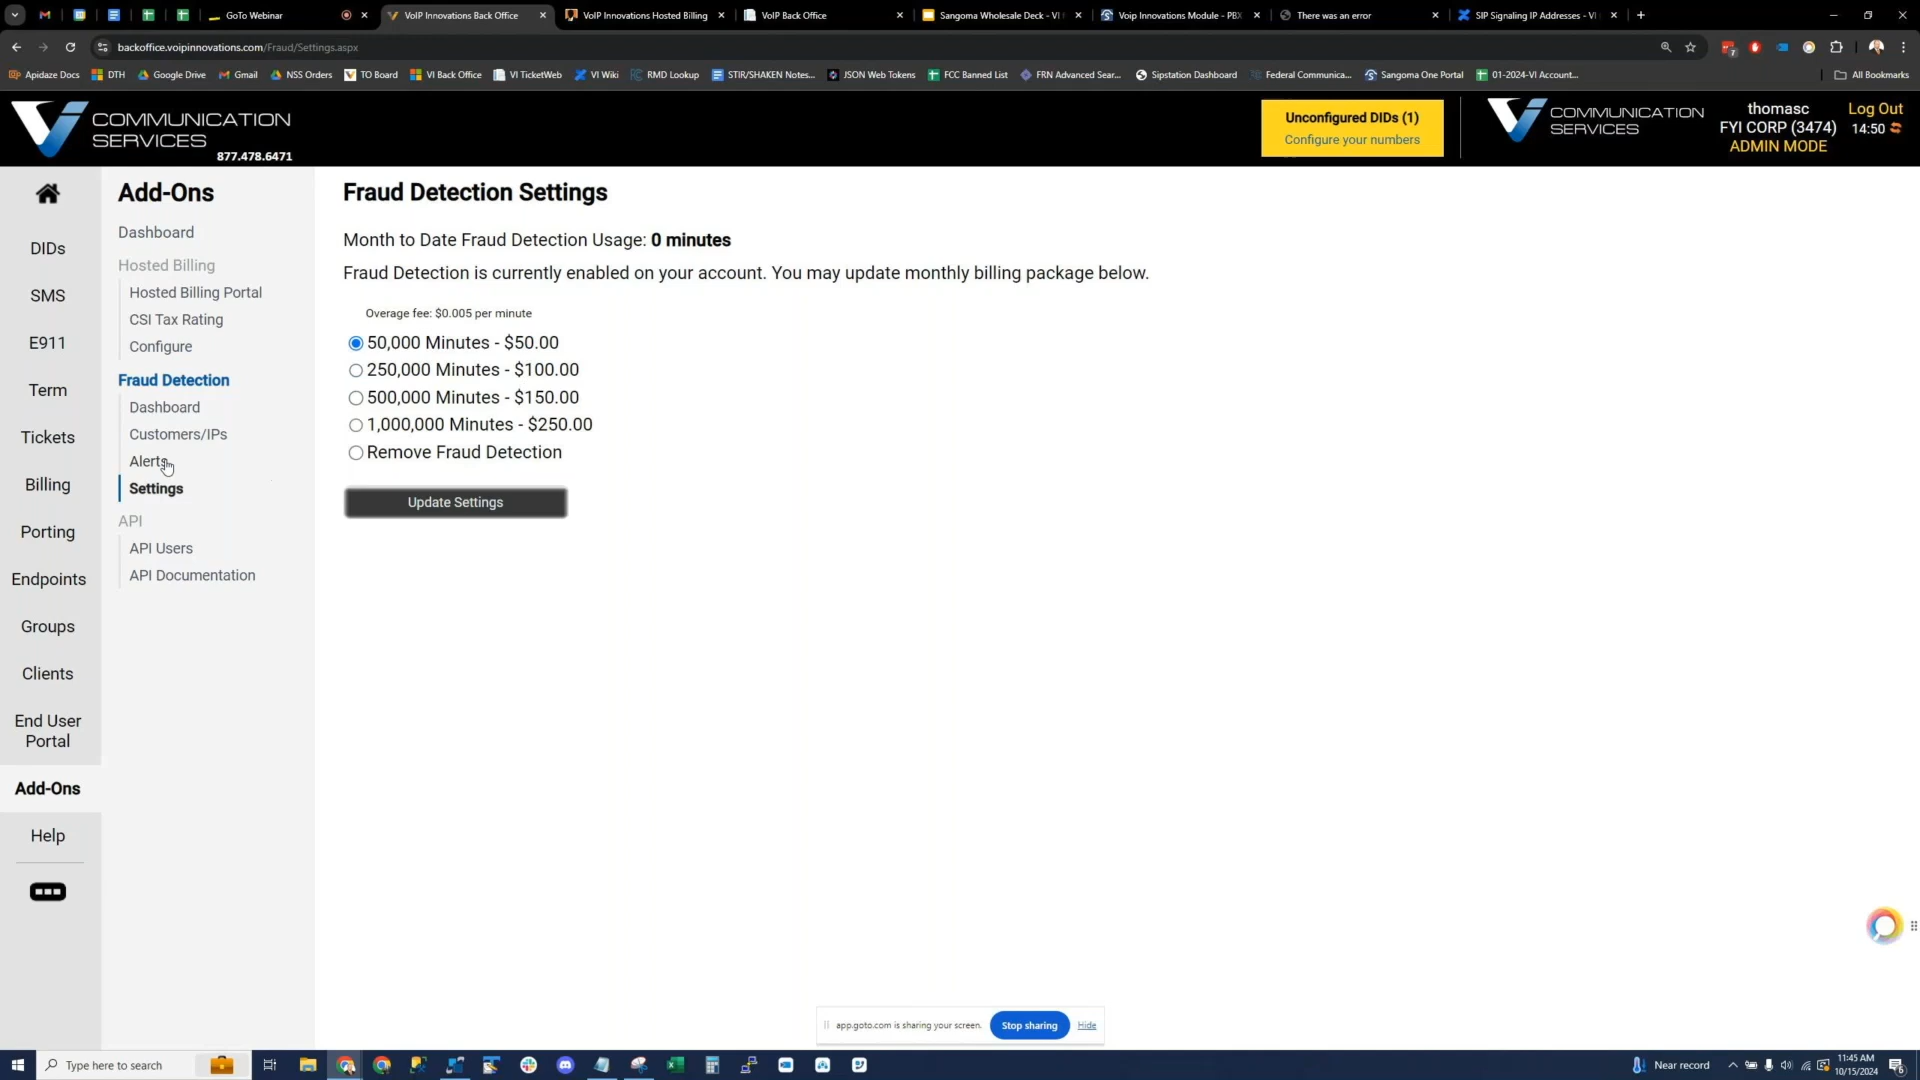 GoTo Webinar
VoIP Innovations Back Office
VoIP Innovations Hosted Billing
VoIP Back Office
Sangoma Wholesale Deck - VI
Voip Innovations Module - PBX
There was an error
SIP Signaling IP Addresses - VI
backoffice.voipinnovations.com/Fraud/Settings.aspx
Apidaze Docs
DTH
Google Drive
Gmail
NSS Orders
TO Board
VI Back Office
VI TicketWeb
VI Wiki
RMD Lookup
STIR/SHAKEN Notes...
JSON Web Tokens
FCC Banned List
FRN Advanced Sear...
Sipstation Dashboard
Federal Communica...
Sangoma One Portal
01-2024-VI Account...
All Bookmarks
COMMUNICATION
SERVICES
877.478.6471
Unconfigured DIDs (1)
Configure your numbers
COMMUNICATION
SERVICES
thomasc
FYI CORP (3474)
ADMIN MODE
Log Out
14:50
DIDs
SMS
E911
Term
Tickets
Billing
Porting
Endpoints
Groups
Clients
End User
Portal
Add-Ons
Help
Add-Ons
Dashboard
Hosted Billing
Hosted Billing Portal
CSI Tax Rating
Configure
Fraud Detection
Dashboard
Customers/IPs
Alerts
Settings
API
API Users
API Documentation
Fraud Detection Settings
Month to Date Fraud Detection Usage: 0 minutes
Fraud Detection is currently enabled on your account. You may update monthly billing package below.
Overage fee: $0.005 per minute
50,000 Minutes - $50.00
250,000 Minutes - $100.00
500,000 Minutes - $150.00
1,000,000 Minutes - $250.00
Remove Fraud Detection
Update Settings
app.goto.com is sharing your screen.
Stop sharing
Hide
Type here to search
Near record
11:45 AM
10/15/2024